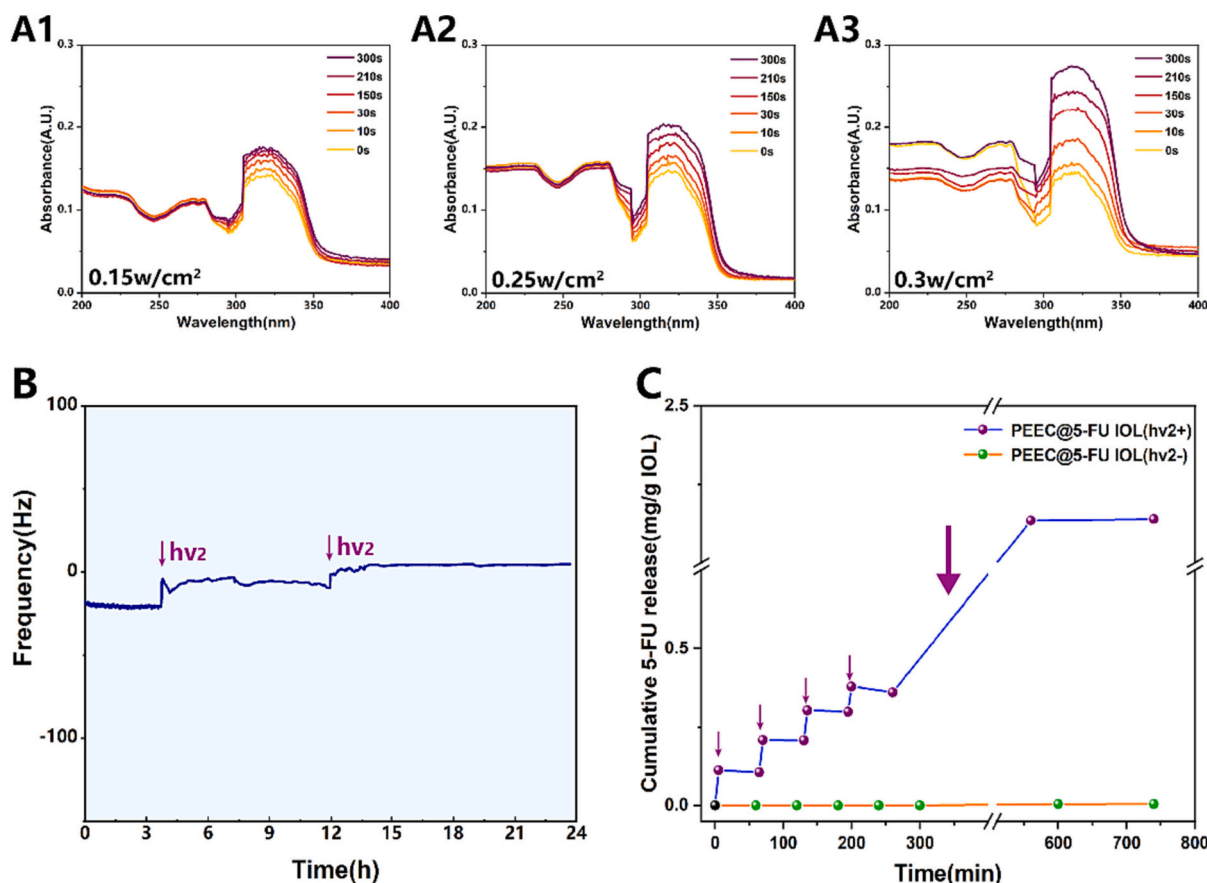 A1
0.3
0.2
0.1
0.0
Absorbance(A.U.)
300s
210s
150s
30s
10s
0s
0.15w/cm²
200 250 300 350 400
Wavelength(nm)
A2
0.3
0.2
0.1
0.0
Absorbance(A.U.)
300s
210s
150s
30s
10s
0s
0.25w/cm²
200 250 300 350 400
Wavelength(nm)
A3
0.3
0.2
0.1
0.0
Absorbance(A.U.)
300s
210s
150s
30s
10s
0s
0.3w/cm²
200 250 300 350 400
Wavelength(nm)
B
100
0
-100
Frequency(Hz)
hv2
hv2
0 3 6 9 12 15 18 21 24
Time(h)
C
2.5
0.5
0.0
Cumulative 5-FU release(mg/g IOL)
PEEC@5-FU IOL(hv2+)
PEEC@5-FU IOL(hv2-)
0 100 200 300 400 600 700 800
Time(min)